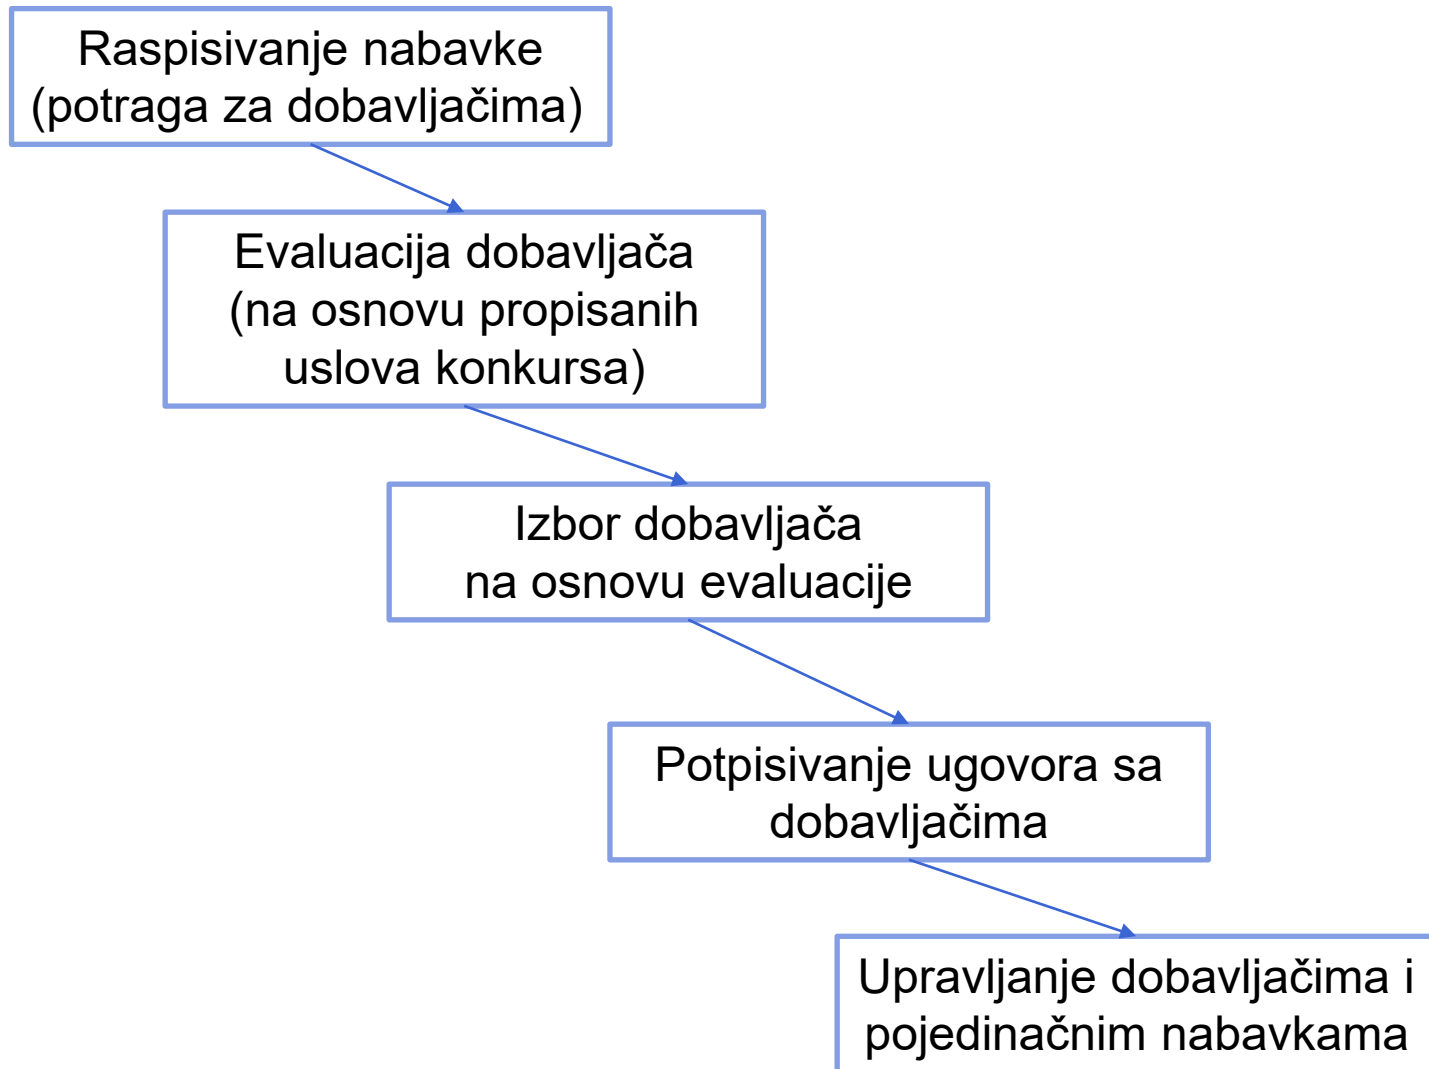 Raspisivanje nabavke
(potraga za dobavljačima)
Evaluacija dobavljača
(na osnovu propisanih
uslova konkursa)
Izbor dobavljača
na osnovu evaluacije
Potpisivanje ugovora sa
dobavljačima
Upravljanje dobavljačima i
pojedinačnim nabavkama